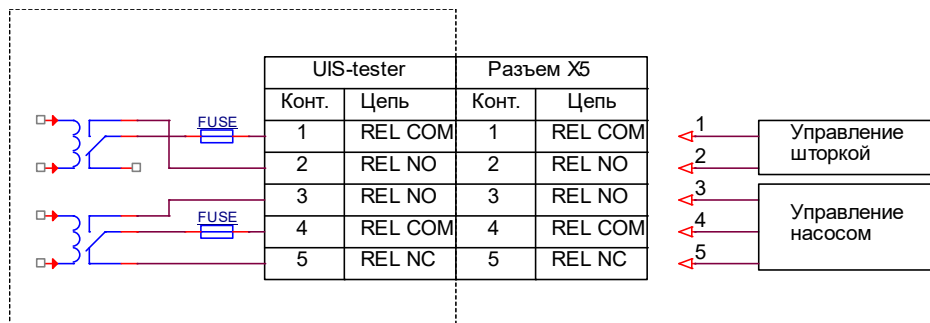 UIS-tester Разъем X5
Конт. Цепь Конт. Цепь
FUSE 1 REL COM 1 REL COM 1 Управление
2 REL NO 2 REL NO 2 шторкой
3 REL NO 3 REL NO 3
FUSE 4 REL COM 4 REL COM 4 Управление
насосом
5 REL NC 5 REL NC 5